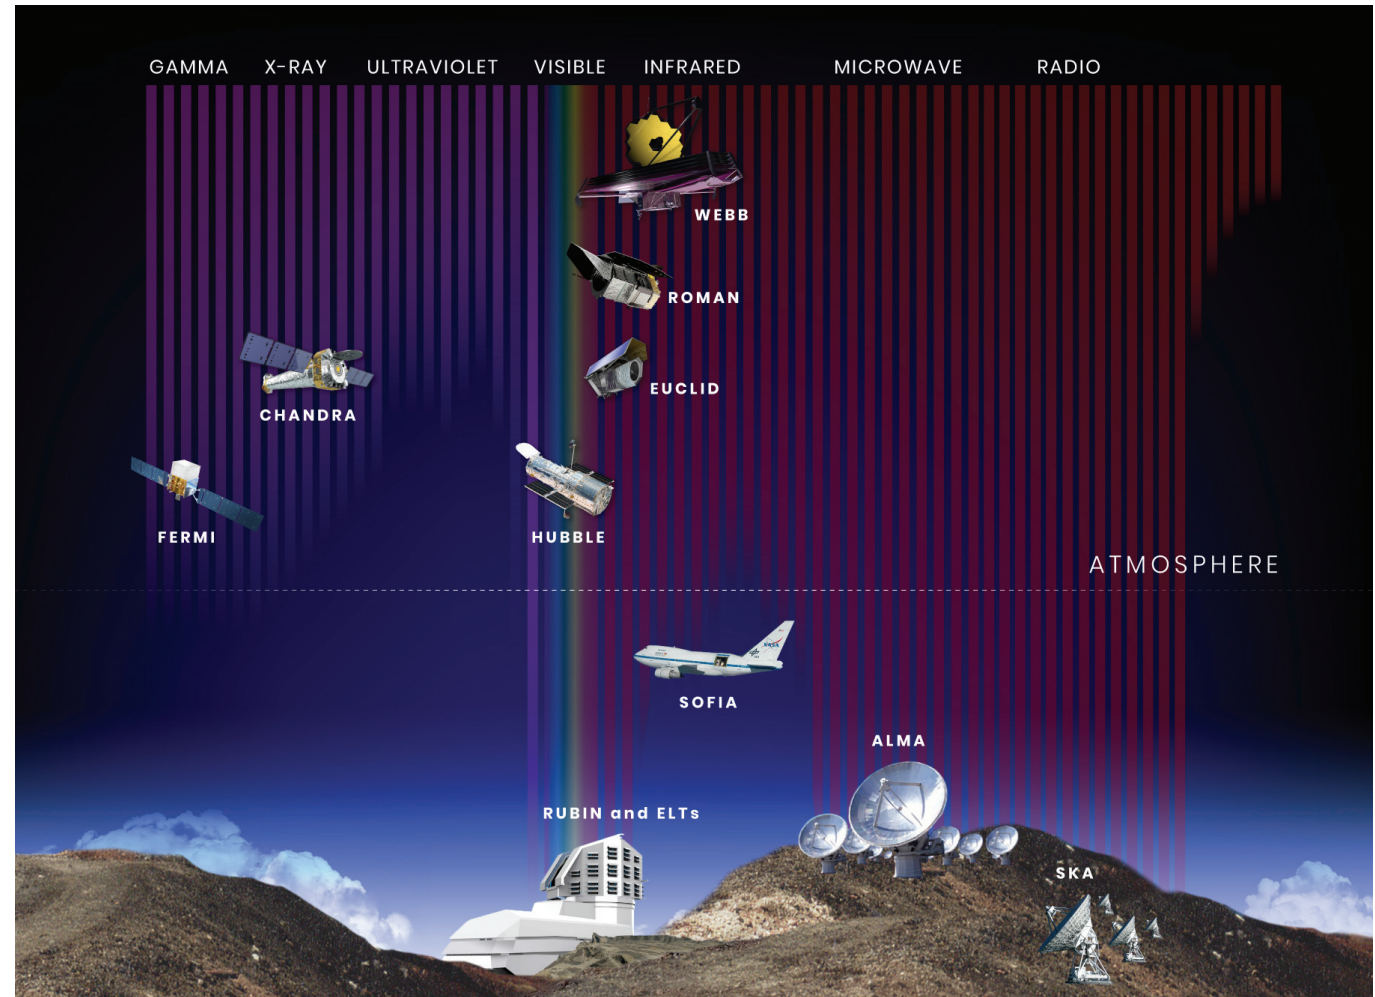 GAMMA X-RAY ULTRAVIOLET VISIBLE INFRARED MICROWAVE RADIO
WEBB
ROMAN
EUCLID
CHANDRA
FERMI
HUBBLE
ATMOSPHERE
NASA
SOFIA
ALMA
RUBIN and ELTs
SKA